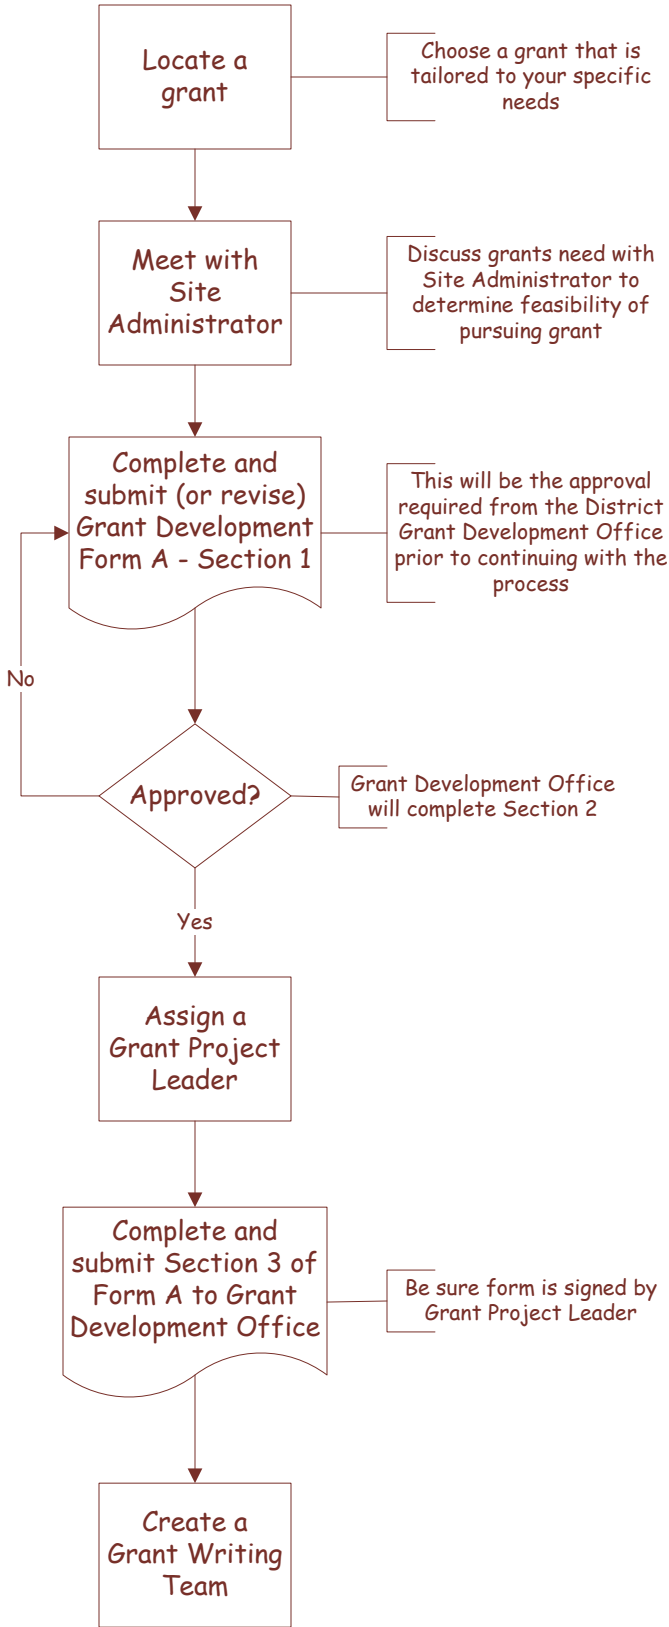 Locate a
grant
Choose a grant that is
tailored to your specific
needs
Meet with
Site
Administrator
Discuss grants need with
Site Administrator to
determine feasibility of
pursuing grant
Complete and
submit (or revise)
Grant Development
Form A - Section 1
This will be the approval
required from the District
Grant Development Office
prior to continuing with the
process
No
Approved?
Grant Development Office
will complete Section 2
Yes
Assign a
Grant Project
Leader
Complete and
submit Section 3 of
Form A to Grant
Development Office
Be sure form is signed by
Grant Project Leader
Create a
Grant Writing
Team